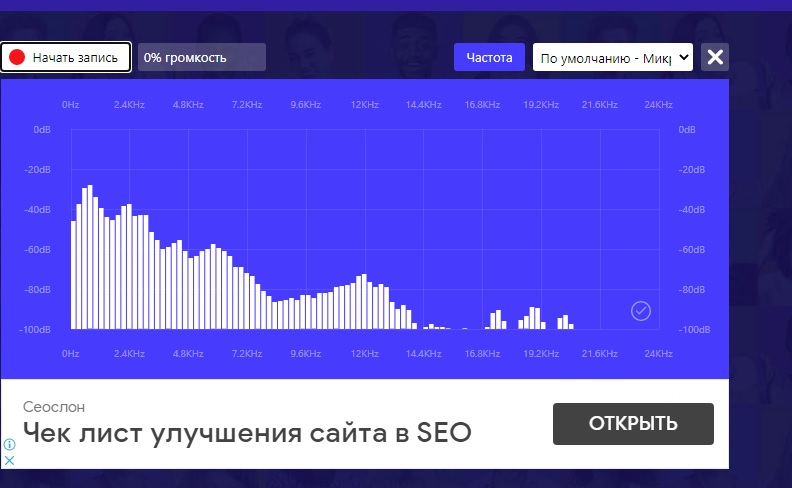 Начать запись 0% громкость Частота По умолчанию - Мик
0Hz 2.4KHz 4.8KHz 7.2KHz 9.6KHz 12KHz 14.4KHz 16.8KHz 19.2KHz 21.6KHz 24KHz
0dB 0dB
-20dB -20dB
-40dB -40dB
-60dB -60dB
-80dB -80dB
-100dB -100dB
0Hz 2.4KHz 4.8KHz 7.2KHz 9.6KHz 12KHz 14.4KHz 16.8KHz 19.2KHz 21.6KHz 24KHz
Сеослон
Чек лист улучшения сайта в SEO
ОТКРЫТЬ